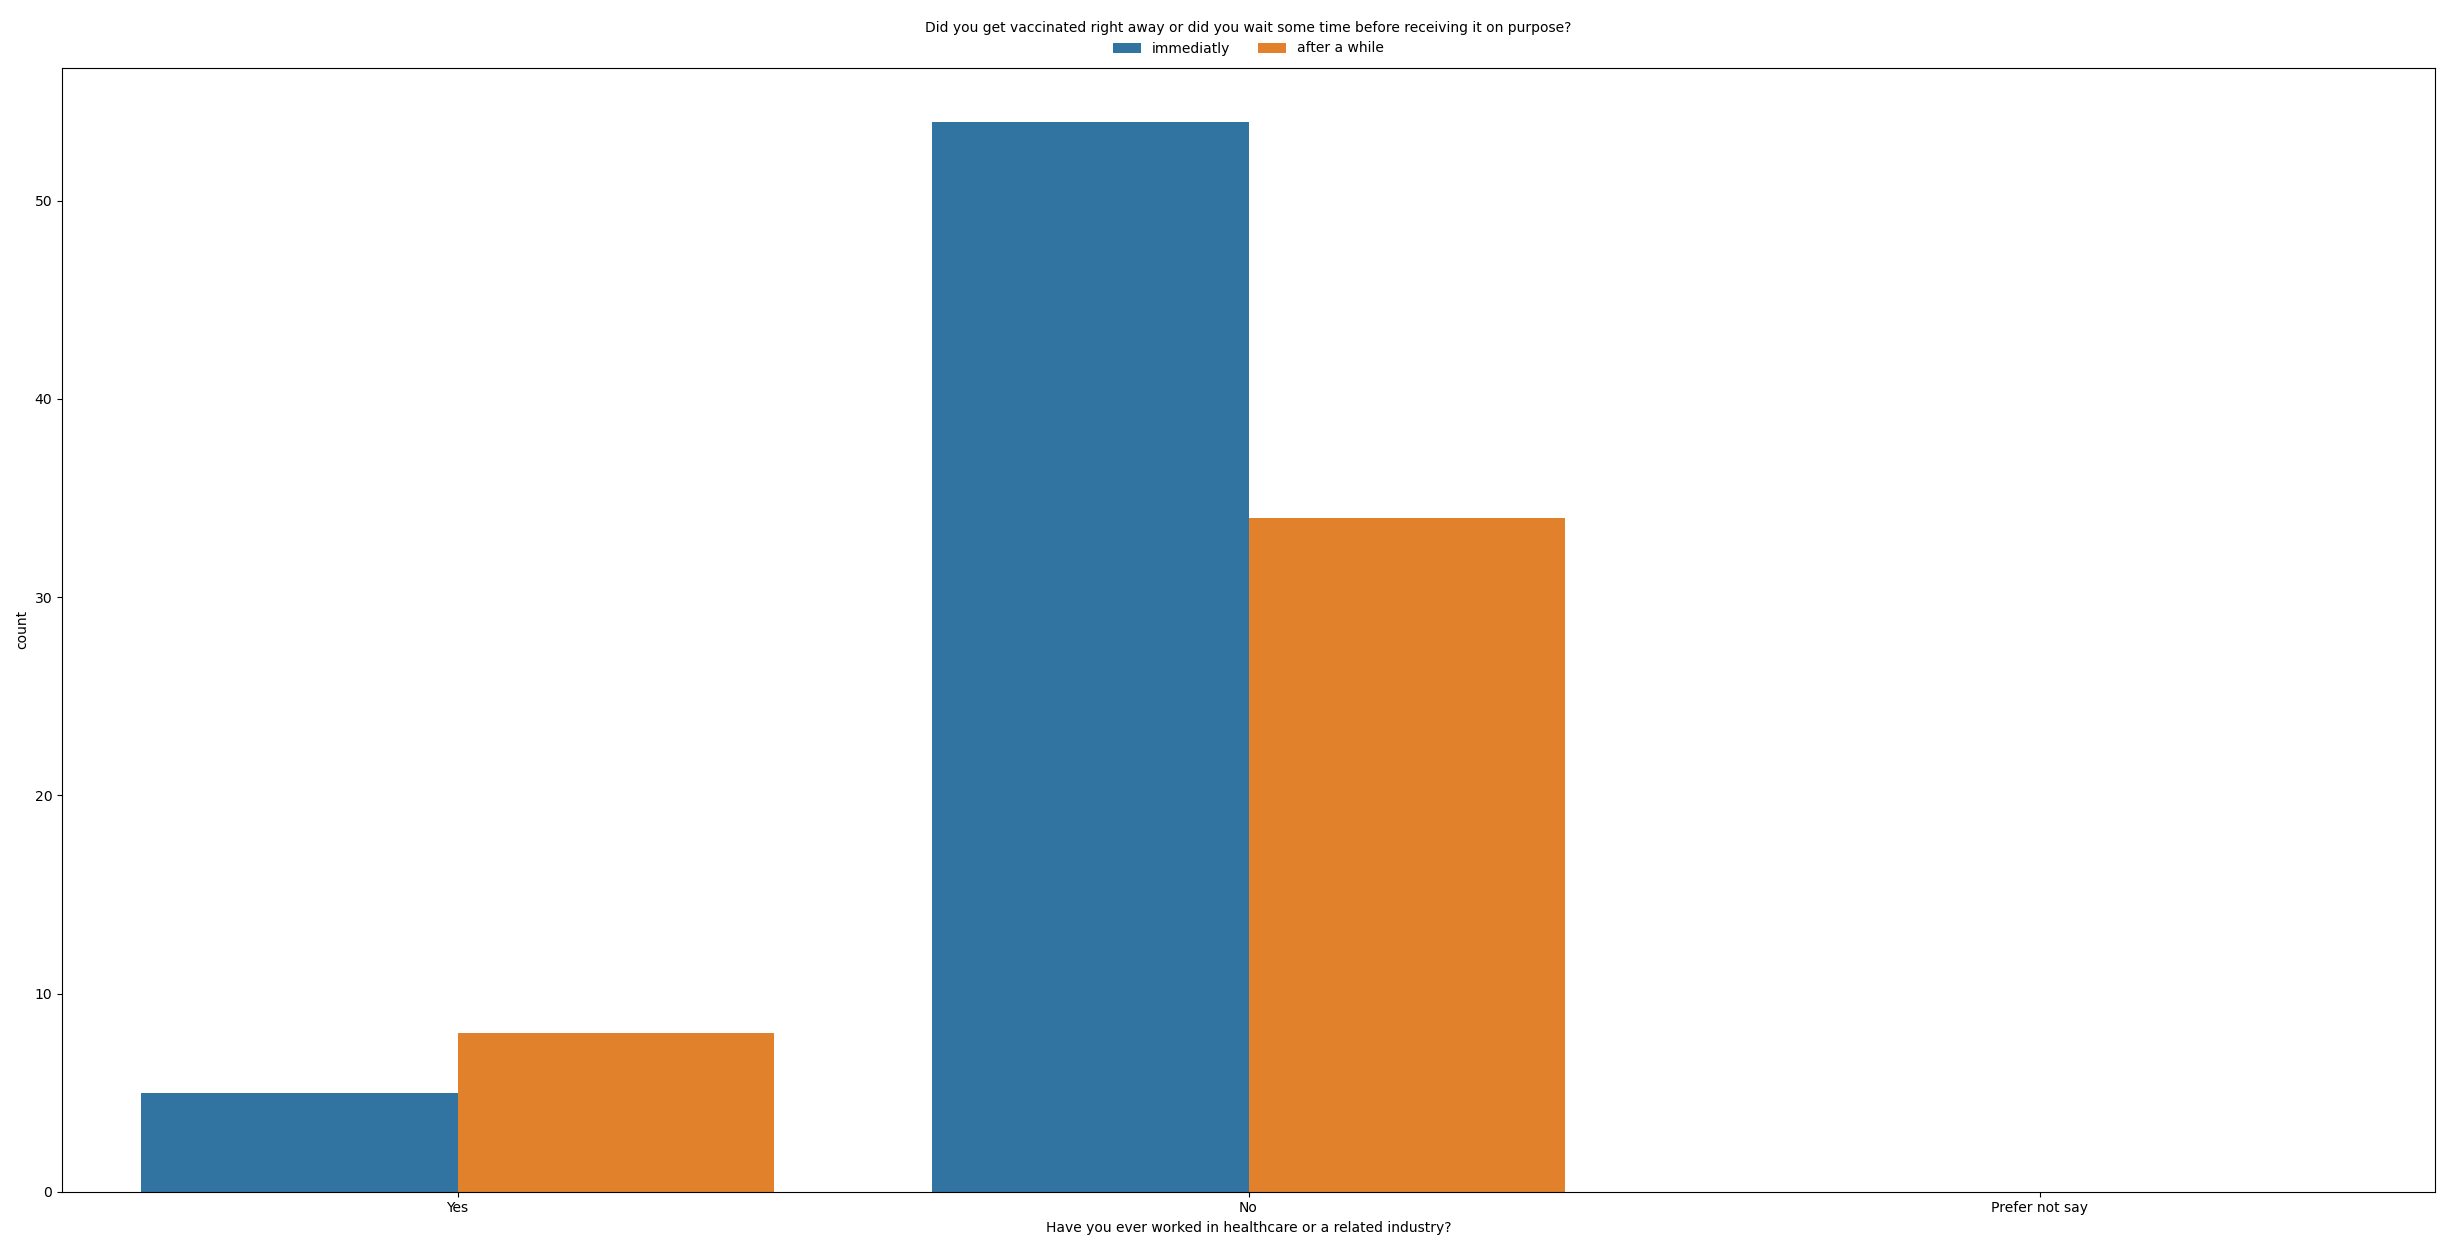 Did you get vaccinated right away or did you wait some time before receiving it on purpose?
immediatly after a while
50
40
30
20
10
0
count
Yes No Prefer not say
Have you ever worked in healthcare or a related industry?